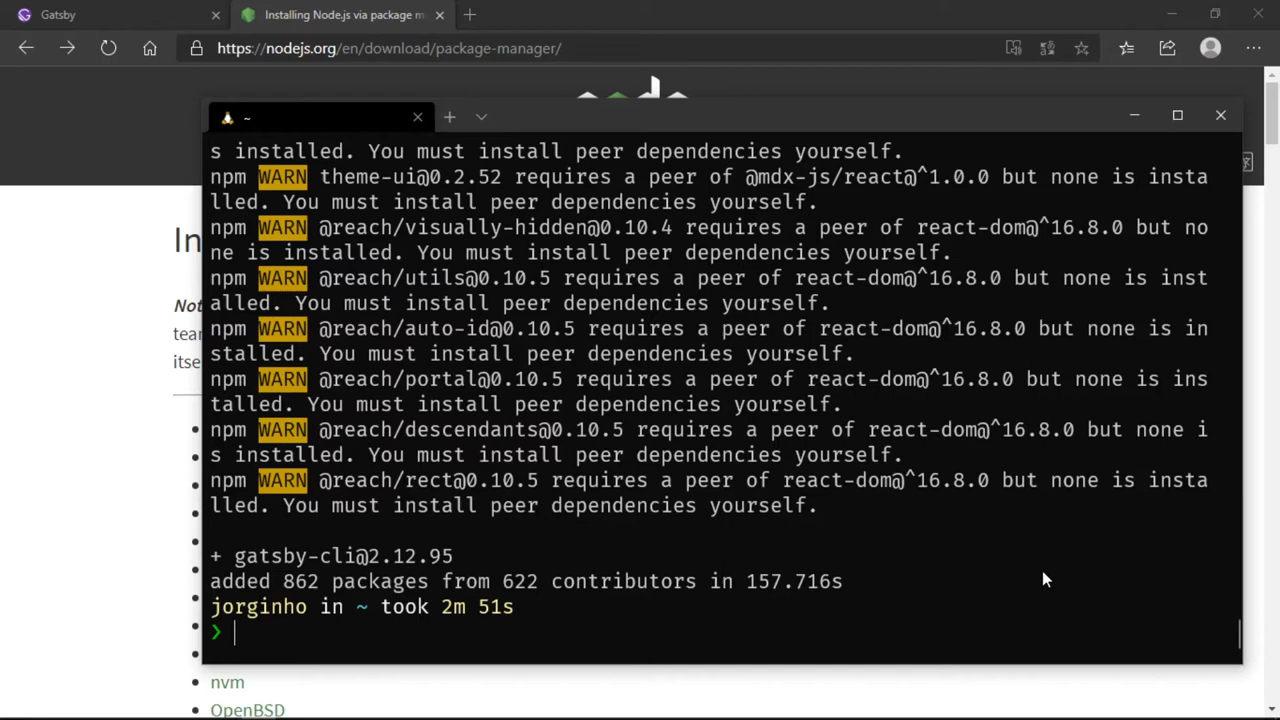 Gatsby
Installing Node.js via package m
https://nodejs.org/en/download/package-manager/
~
In
Not
tear
itse
s installed. You must install peer dependencies yourself.
npm WARN theme-ui@0.2.52 requires a peer of @mdx-js/react@^1.0.0 but none is insta
lled. You must install peer dependencies yourself.
npm WARN @reach/visually-hidden@0.10.4 requires a peer of react-dom@^16.8.0 but no
ne is installed. You must install peer dependencies yourself.
npm WARN @reach/utils@0.10.5 requires a peer of react-dom@^16.8.0 but none is inst
alled. You must install peer dependencies yourself.
npm WARN @reach/auto-id@0.10.5 requires a peer of react-dom@^16.8.0 but none is in
stalled. You must install peer dependencies yourself.
npm WARN @reach/portal@0.10.5 requires a peer of react-dom@^16.8.0 but none is ins
talled. You must install peer dependencies yourself.
npm WARN @reach/descendants@0.10.5 requires a peer of react-dom@^16.8.0 but none i
s installed. You must install peer dependencies yourself.
npm WARN @reach/rect@0.10.5 requires a peer of react-dom@^16.8.0 but none is insta
lled. You must install peer dependencies yourself.
+ gatsby-cli@2.12.95
added 862 packages from 622 contributors in 157.716s
jorginho in ~ took 2m 51s
❯
nvm
OpenBSD